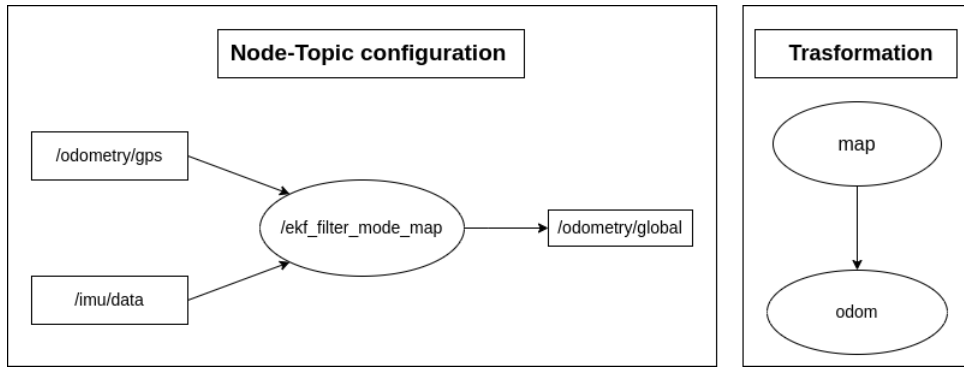 Node-Topic configuration
/odometry/gps
/imu/data
/ekf_filter_mode_map
/odometry/global
Trasformation
map
odom